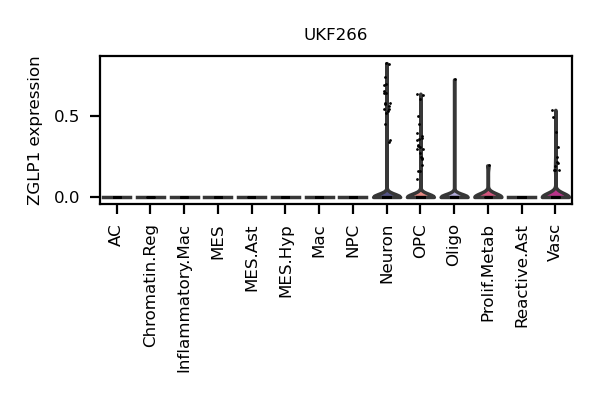 UKF266
ZGLP1 expression
0.5
0.0
AC
Chromatin.Reg
Inflammatory.Mac
MES
MES.Ast
MES.Hyp
Mac
NPC
Neuron
OPC
Oligo
Prolif.Metab
Reactive.Ast
Vasc